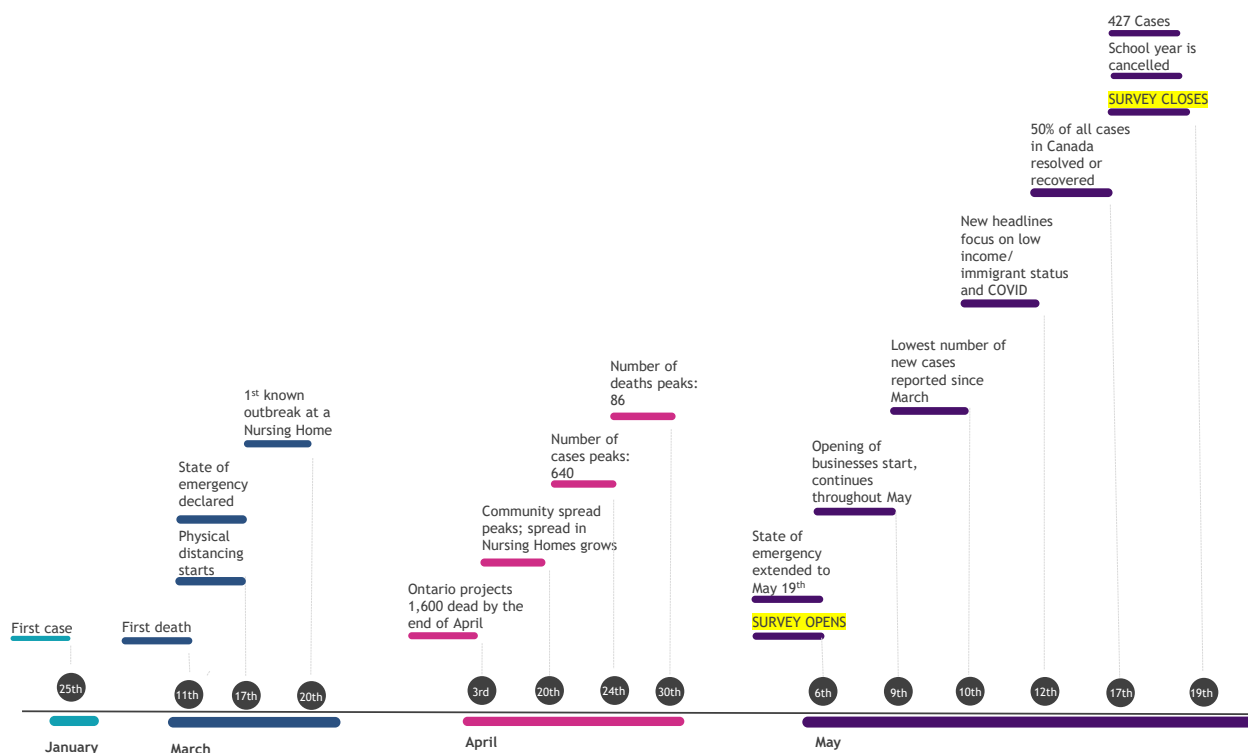 First case
First death
State of
emergency
declared
Physical
distancing
starts
1st known
outbreak at a
Nursing Home
Ontario projects
1,600 dead by the
end of April
Community spread
peaks; spread in
Nursing Homes grows
Number of
cases peaks:
640
Number of
deaths peaks:
86
State of
emergency
extended to
May 19th
SURVEY OPENS
Opening of
businesses start,
continues
throughout May
Lowest number of
new cases
reported since
March
New headlines
focus on low
income/
immigrant status
and COVID
50% of all cases
in Canada
resolved or
recovered
427 Cases
School year is
cancelled
SURVEY CLOSES
25th
11th
17th
20th
3rd
20th
24th
30th
6th
9th
10th
12th
17th
19th
January
March
April
May